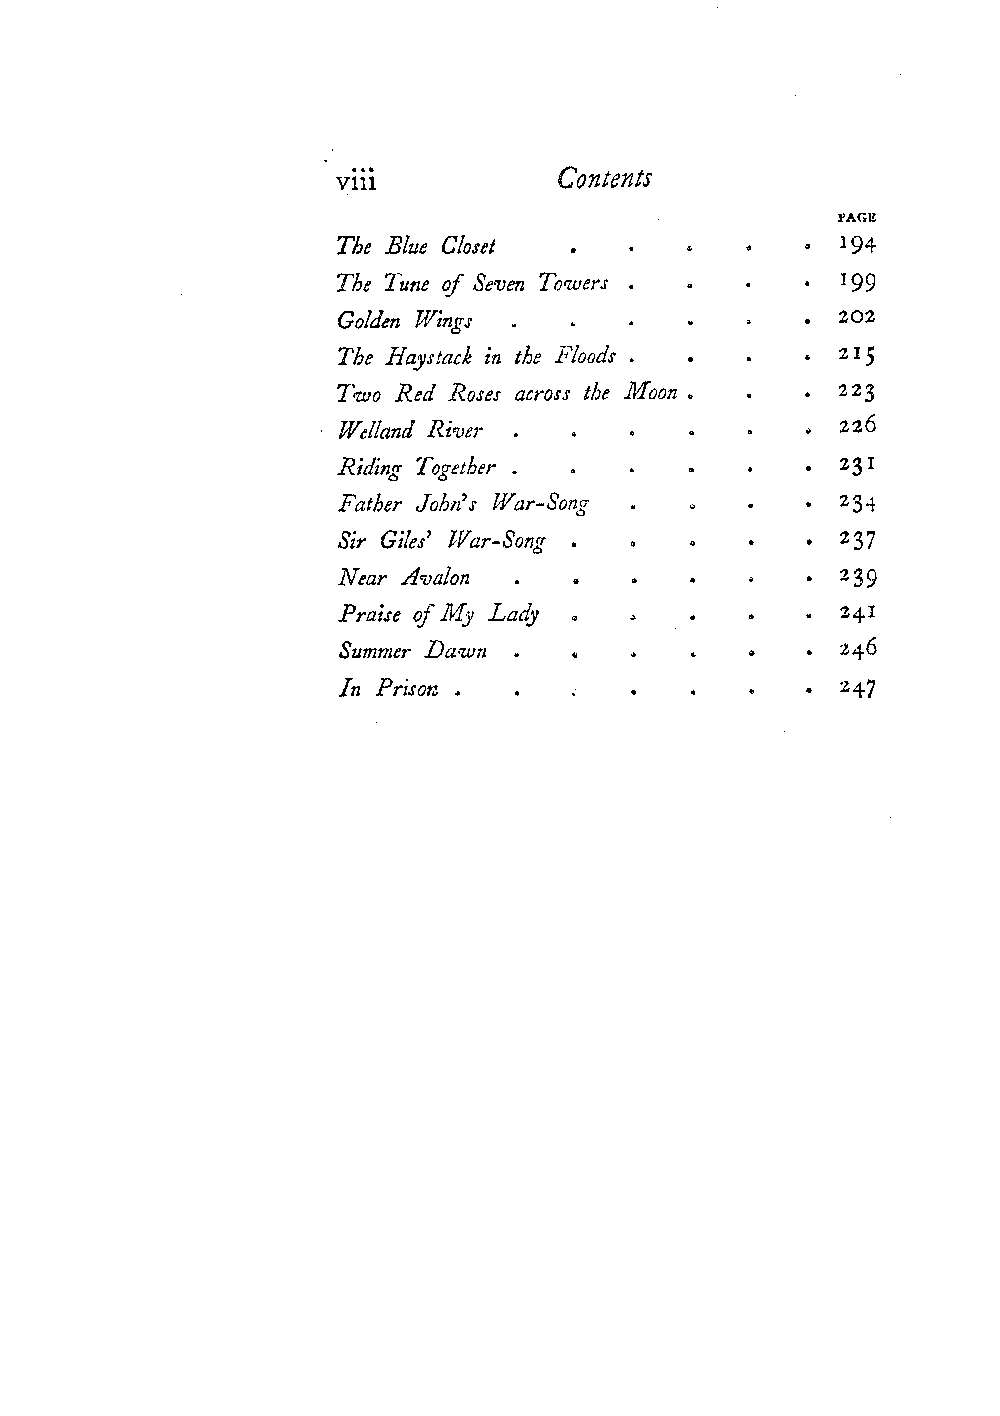 viii Contents
PAGE
The Blue Closet . . . . . 194
The Tune of Seven Towers . . . . 199
Golden Wings . . . . . . 202
The Haystack in the Floods . . . . 215
Two Red Roses across the Moon . . . 223
Welland River . . . . . . 226
Riding Together . . . . . . 231
Father John's War-Song . . . . 234
Sir Giles' War-Song . . . . . 237
Near Avalon . . . . . . 239
Praise of My Lady . . . . . 241
Summer Dawn . . . . . . 246
In Prison . . . . . . . 247